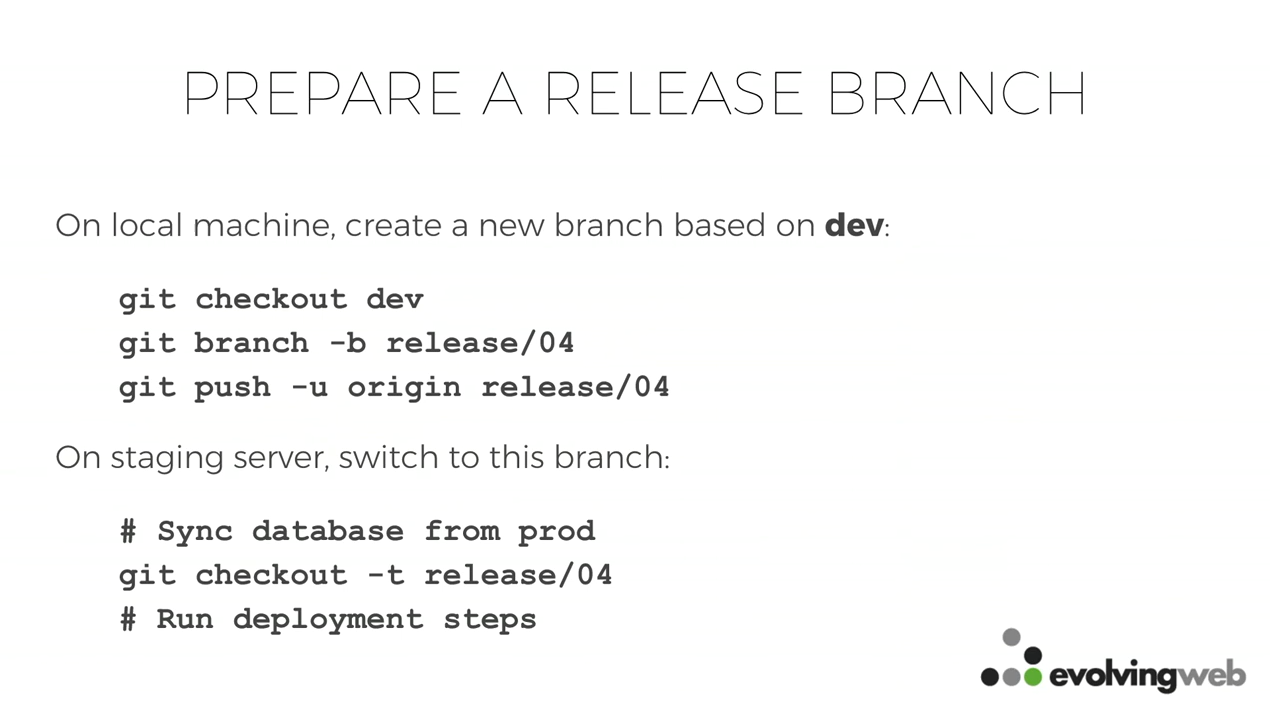 PREPARE A RELEASE BRANCH
On local machine, create a new branch based on dev:
git checkout dev
git branch -b release/04
git push -u origin release/04
On staging server, switch to this branch:
# Sync database from prod
git checkout -t release/04
# Run deployment steps
evolvingweb